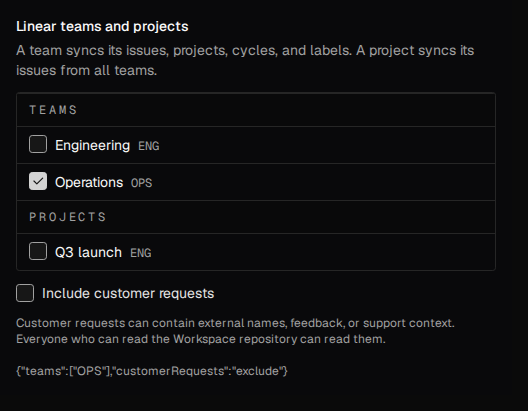 Linear teams and projects
A team syncs its issues, projects, cycles, and labels. A project syncs its
issues from all teams.
TEAMS
Engineering ENG
Operations OPS
PROJECTS
Q3 launch ENG
Include customer requests
Customer requests can contain external names, feedback, or support context.
Everyone who can read the Workspace repository can read them.
{"teams":["OPS"],"customerRequests":"exclude"}